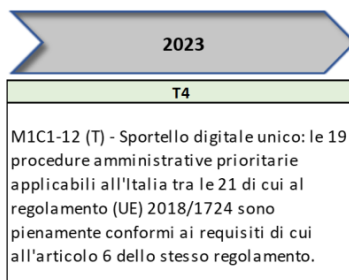 2023
T4
M1C1-12 (T) - Sportello digitale unico: le 19
procedure amministrative prioritarie
applicabili all'Italia tra le 21 di cui al
regolamento (UE) 2018/1724 sono
pienamente conformi ai requisiti di cui
all'articolo 6 dello stesso regolamento.